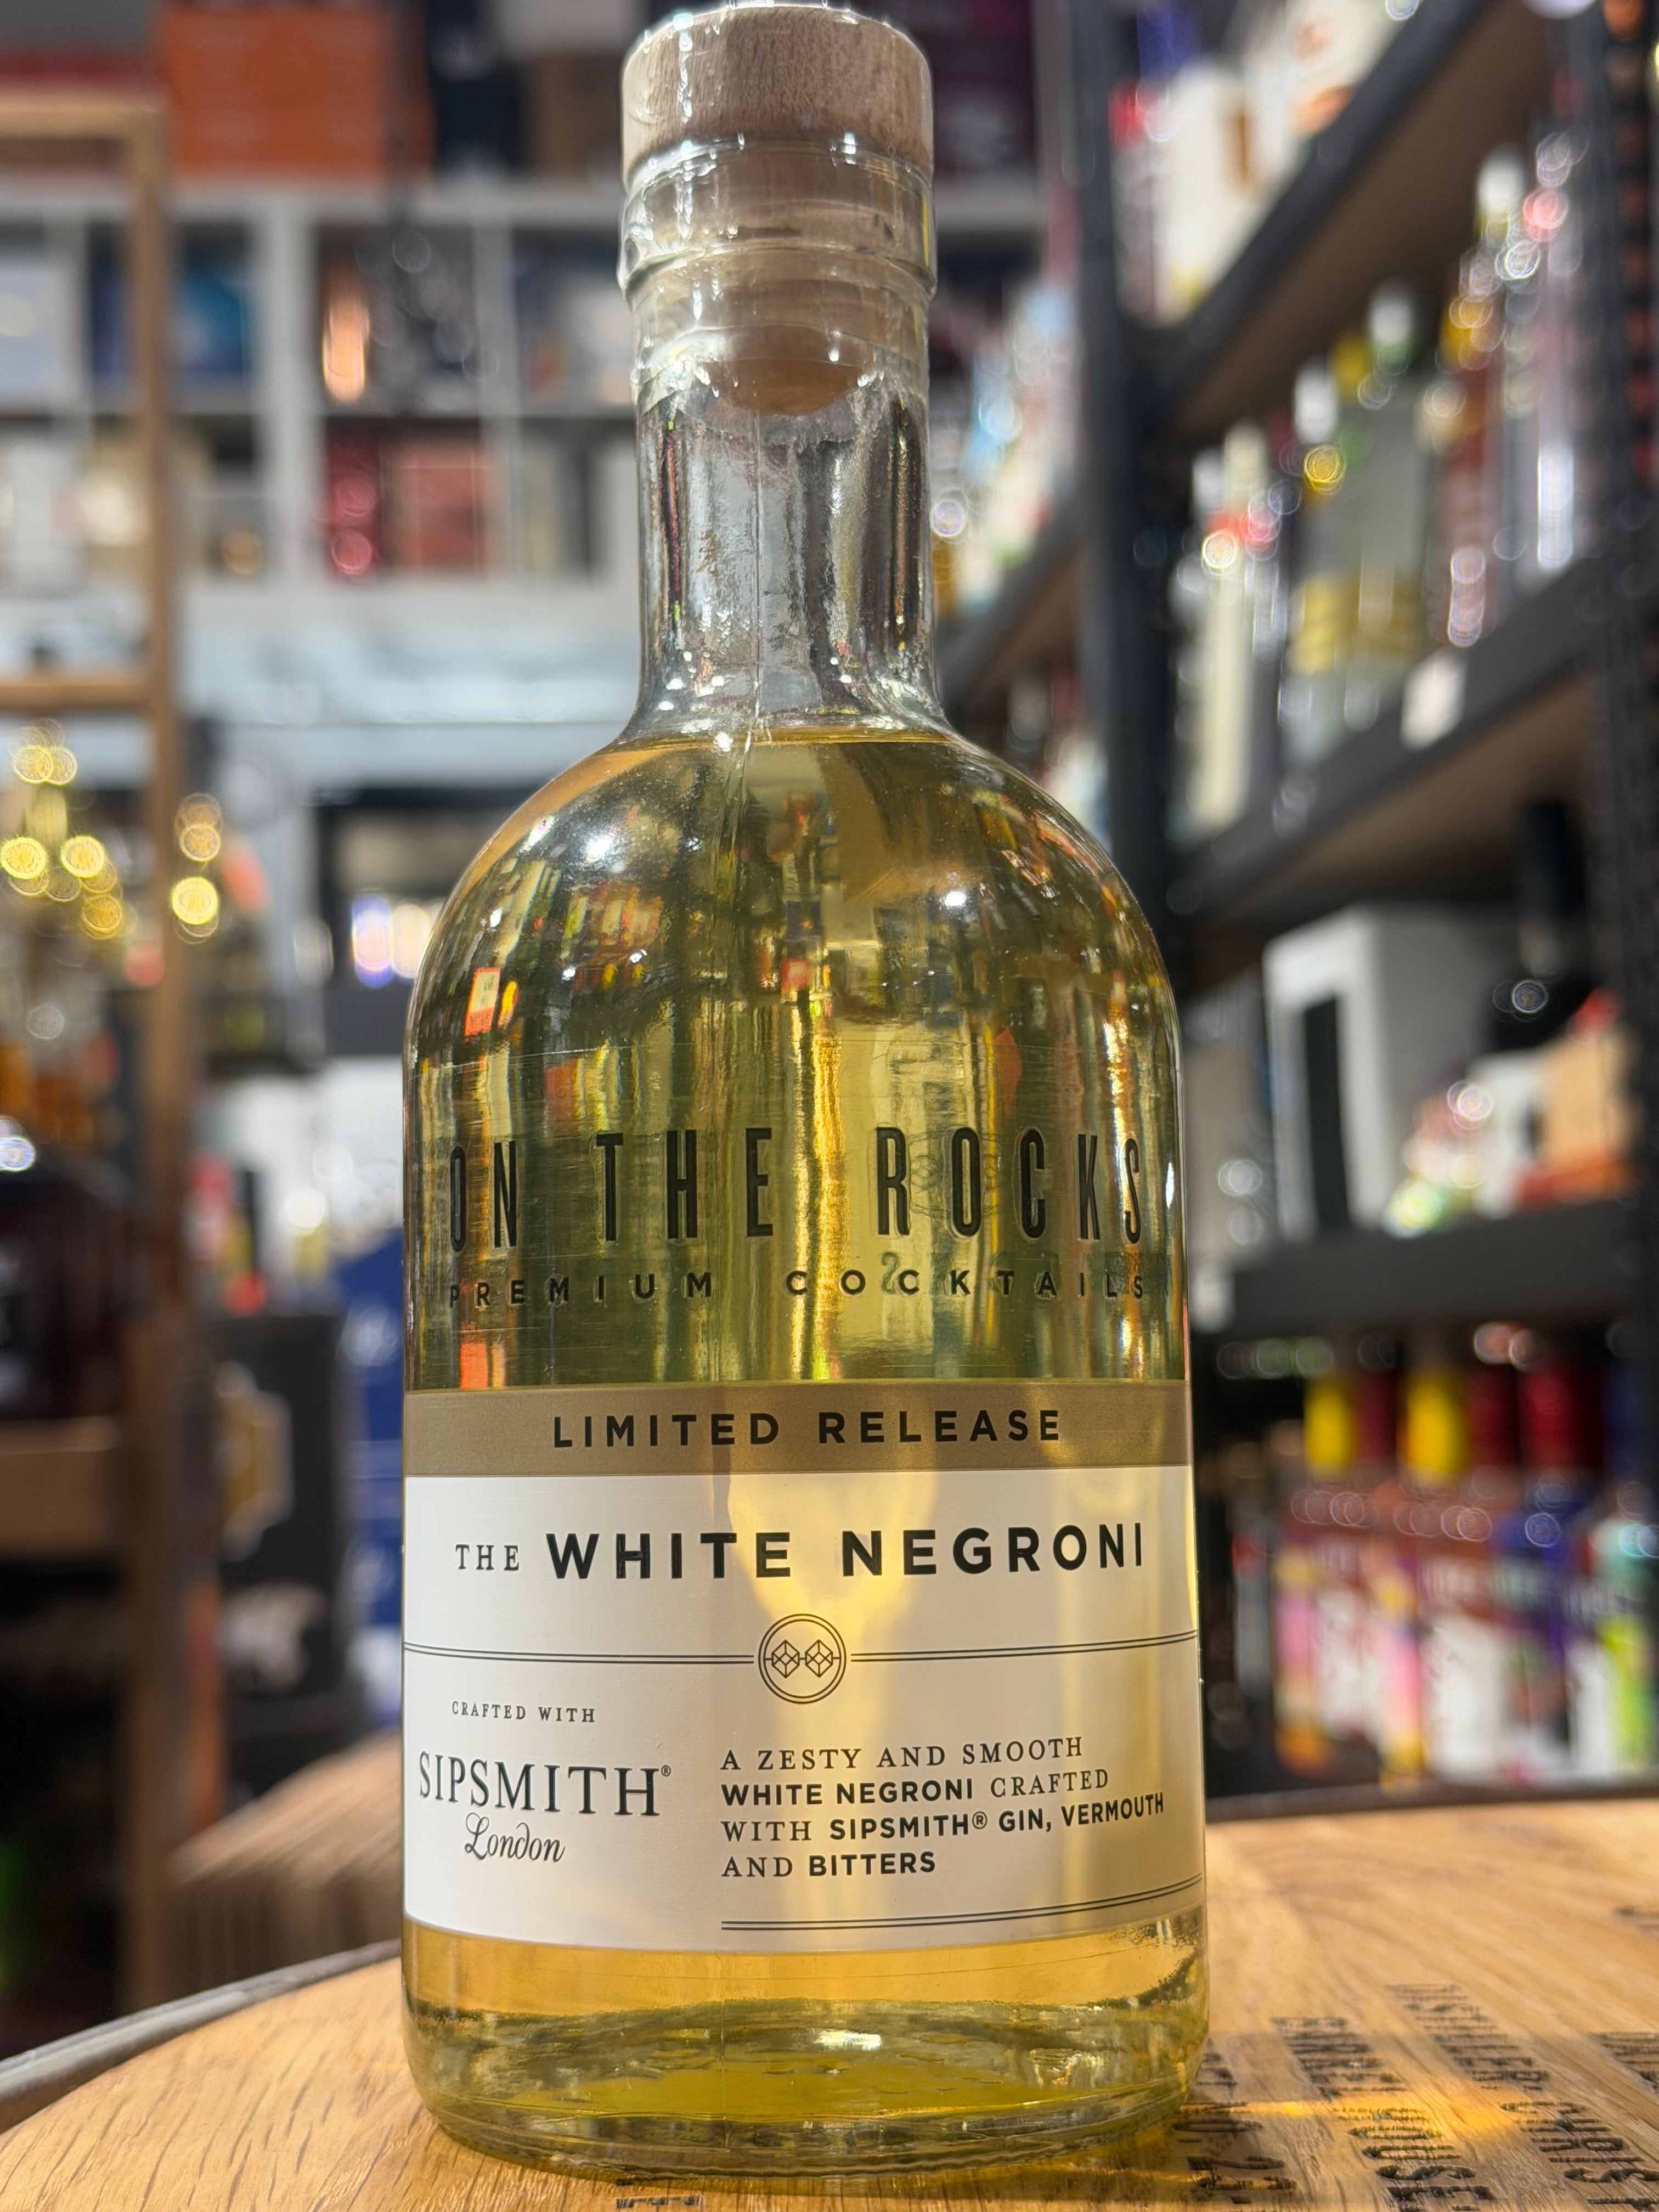 ON THE ROCKS
PREMIUM COCKTAILS
LIMITED RELEASE
THE WHITE NEGRONI
CRAFTED WITH
SIPSMITH®
London
A ZESTY AND SMOOTH
WHITE NEGRONI CRAFTED
WITH SIPSMITH® GIN, VERMOUTH
AND BITTERS